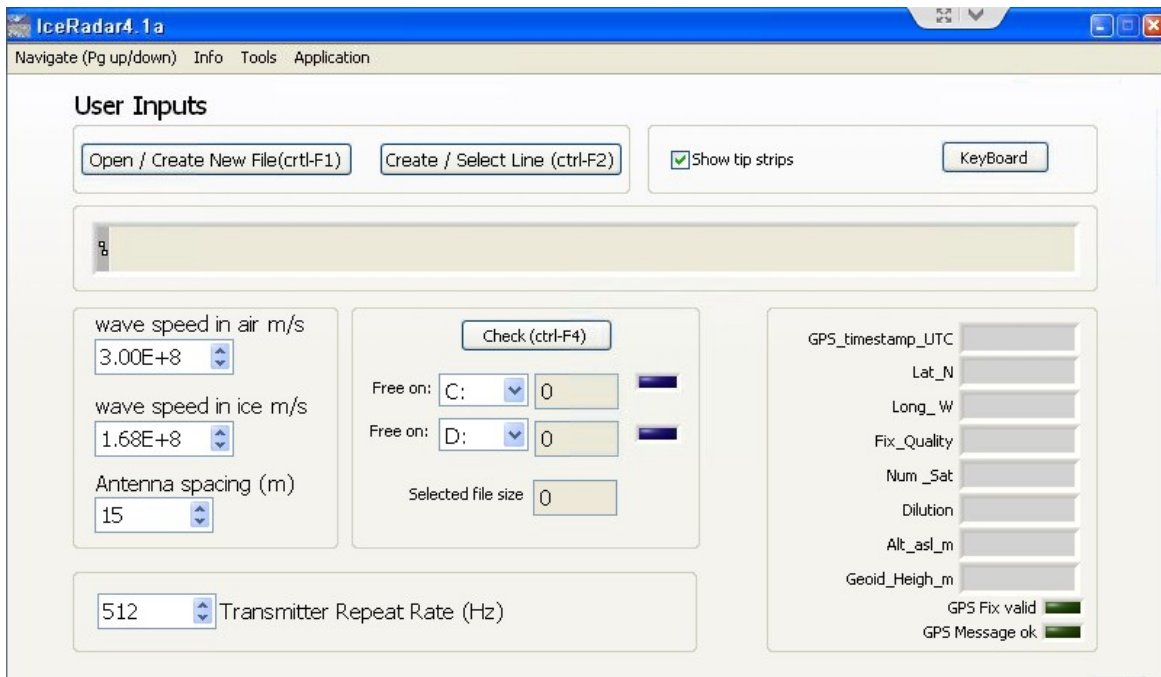 IceRadar4.1a
Navigate (Pg up/down) Info Tools Application
User Inputs
Open / Create New File(crtl-F1) Create / Select Line (ctrl-F2) Show tip strips KeyBoard
wave speed in air m/s
3.00E+8
wave speed in ice m/s
1.68E+8
Antenna spacing (m)
15
Check (ctrl-F4)
Free on: C: 0
Free on: D: 0
Selected file size 0
GPS_timestamp_UTC
Lat_N
Long_ W
Fix_Quality
Num _Sat
Dilution
Alt_asl_m
Geoid_Heigh_m
GPS Fix valid
GPS Message ok
512 Transmitter Repeat Rate (Hz)